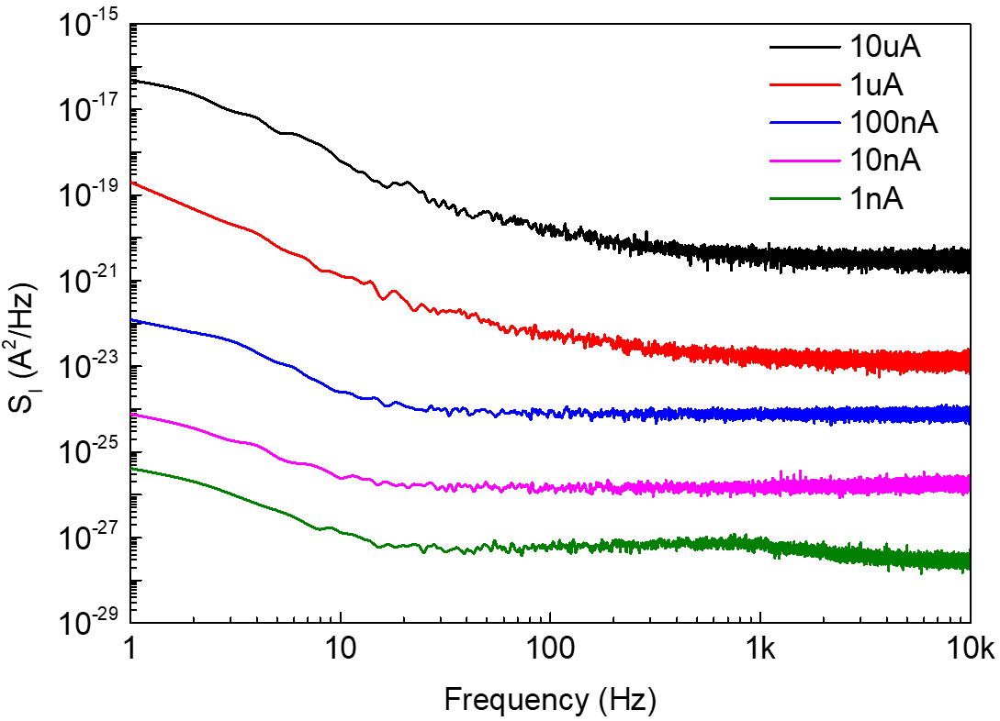 10⁻¹⁵
10⁻¹⁷
10⁻¹⁹
10⁻²¹
10⁻²³
10⁻²⁵
10⁻²⁷
10⁻²⁹
S_I (A²/Hz)
10uA
1uA
100nA
10nA
1nA
1 10 100 1k 10k
Frequency (Hz)